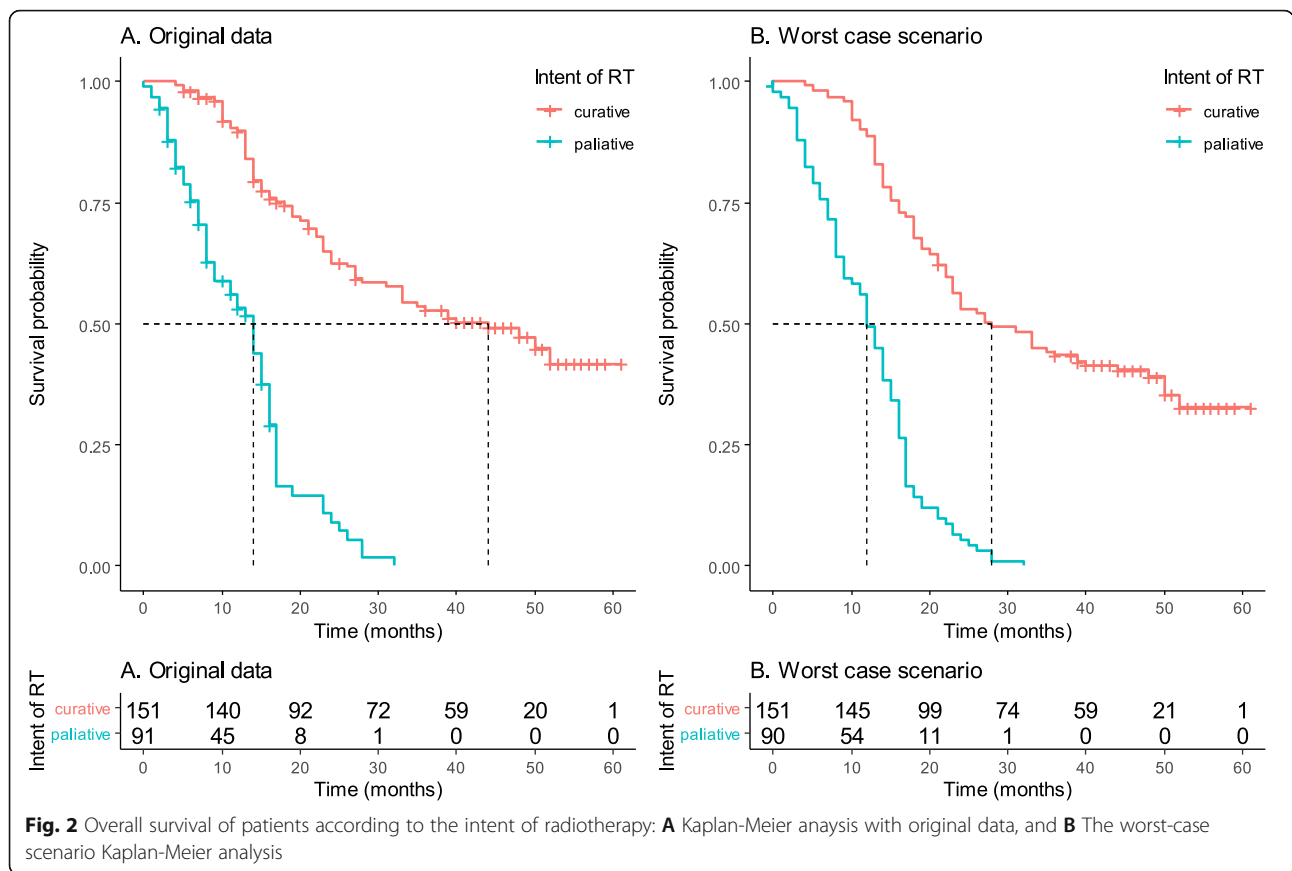 A. Original data
B. Worst case scenario
Survival probability
1.00
0.75
0.50
0.25
0.00
Intent of RT
curative
paliative
0 10 20 30 40 50 60
Time (months)
Survival probability
1.00
0.75
0.50
0.25
0.00
Intent of RT
curative
paliative
0 10 20 30 40 50 60
Time (months)
A. Original data
Intent of RT
curative 151 140 92 72 59 20 1
paliative 91 45 8 1 0 0 0
0 10 20 30 40 50 60
Time (months)
B. Worst case scenario
Intent of RT
curative 151 145 99 74 59 21 1
paliative 90 54 11 1 0 0 0
0 10 20 30 40 50 60
Time (months)
Fig. 2 Overall survival of patients according to the intent of radiotherapy: A Kaplan-Meier anaysis with original data, and B The worst-case
scenario Kaplan-Meier analysis